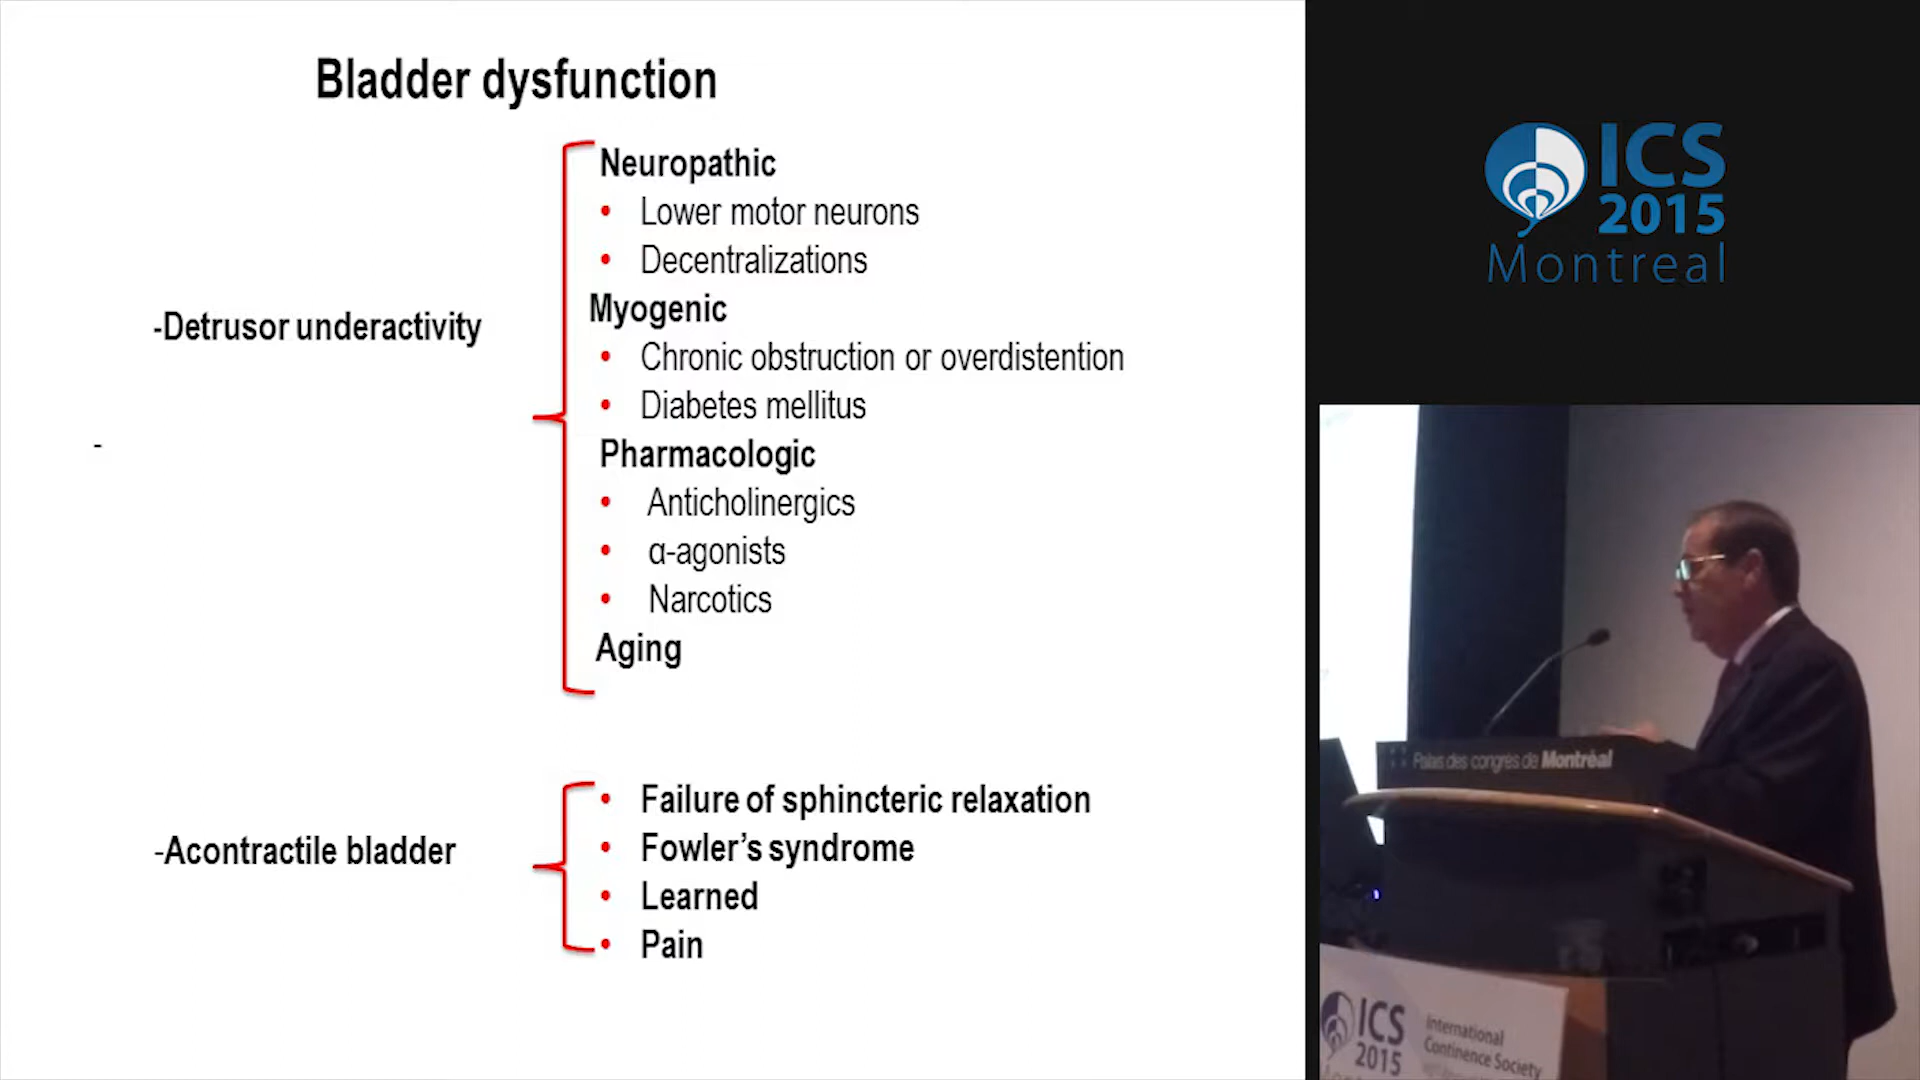 Bladder dysfunction
Neuropathic
• Lower motor neurons
• Decentralizations
-Detrusor underactivity
Myogenic
• Chronic obstruction or overdistention
• Diabetes mellitus
-
Pharmacologic
• Anticholinergics
• α-agonists
• Narcotics
Aging
-Acontractile bladder
• Failure of sphincteric relaxation
• Fowler’s syndrome
• Learned
• Pain
ICS
2015
Montreal
Palais des congrès de Montréal
ICS
2015
International
Continence Society